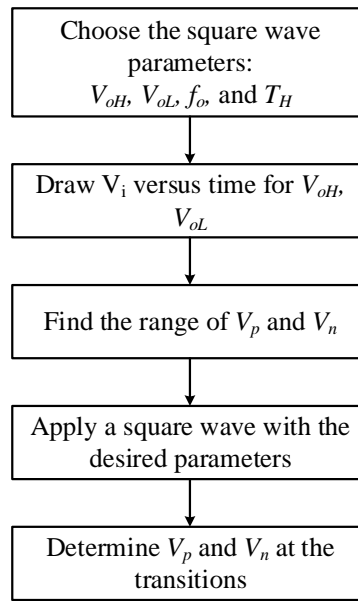 Choose the square wave
parameters:
VoH, VoL, fo, and TH
Draw Vi versus time for VoH,
VoL
Find the range of Vp and Vn
Apply a square wave with the
desired parameters
Determine Vp and Vn at the
transitions